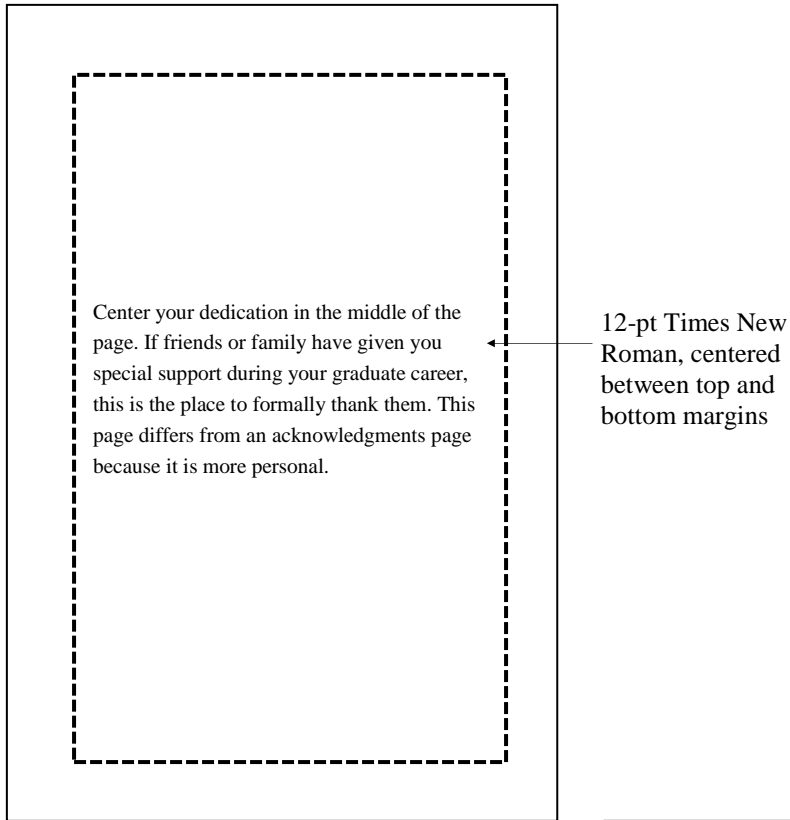 Center your dedication in the middle of the
page. If friends or family have given you
special support during your graduate career,
this is the place to formally thank them. This
page differs from an acknowledgments page
because it is more personal.
12-pt Times New
Roman, centered
between top and
bottom margins